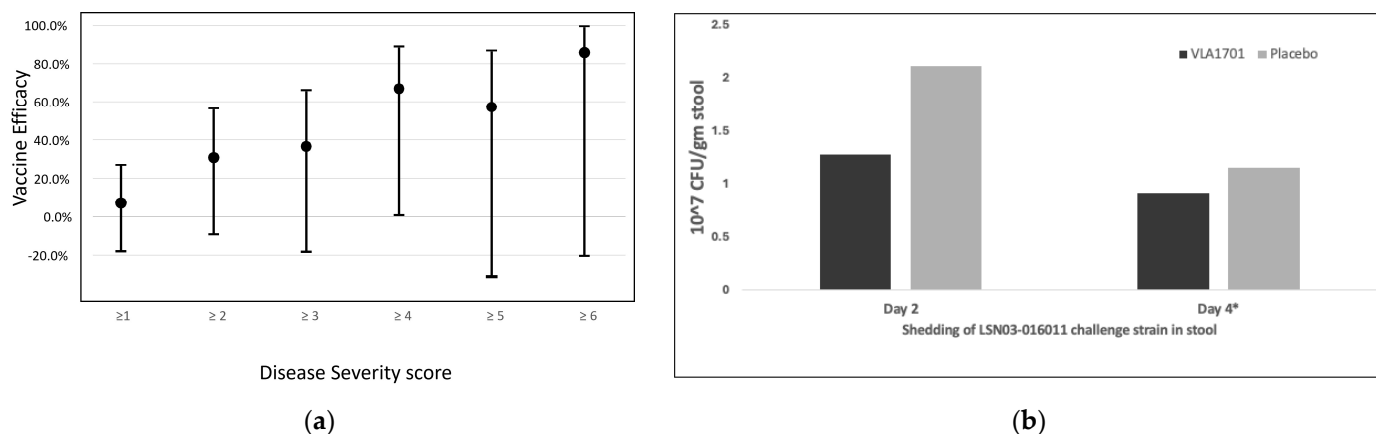 100.0%
80.0%
60.0%
40.0%
20.0%
0.0%
-20.0%
Vaccine Efficacy
≥1
≥ 2
≥ 3
≥ 4
≥ 5
≥ 6
Disease Severity score
(a)
2.5
2
1.5
1
0.5
0
10^7 CFU/gm stool
VLA1701
Placebo
Day 2
Day 4*
Shedding of LSN03-016011 challenge strain in stool
(b)